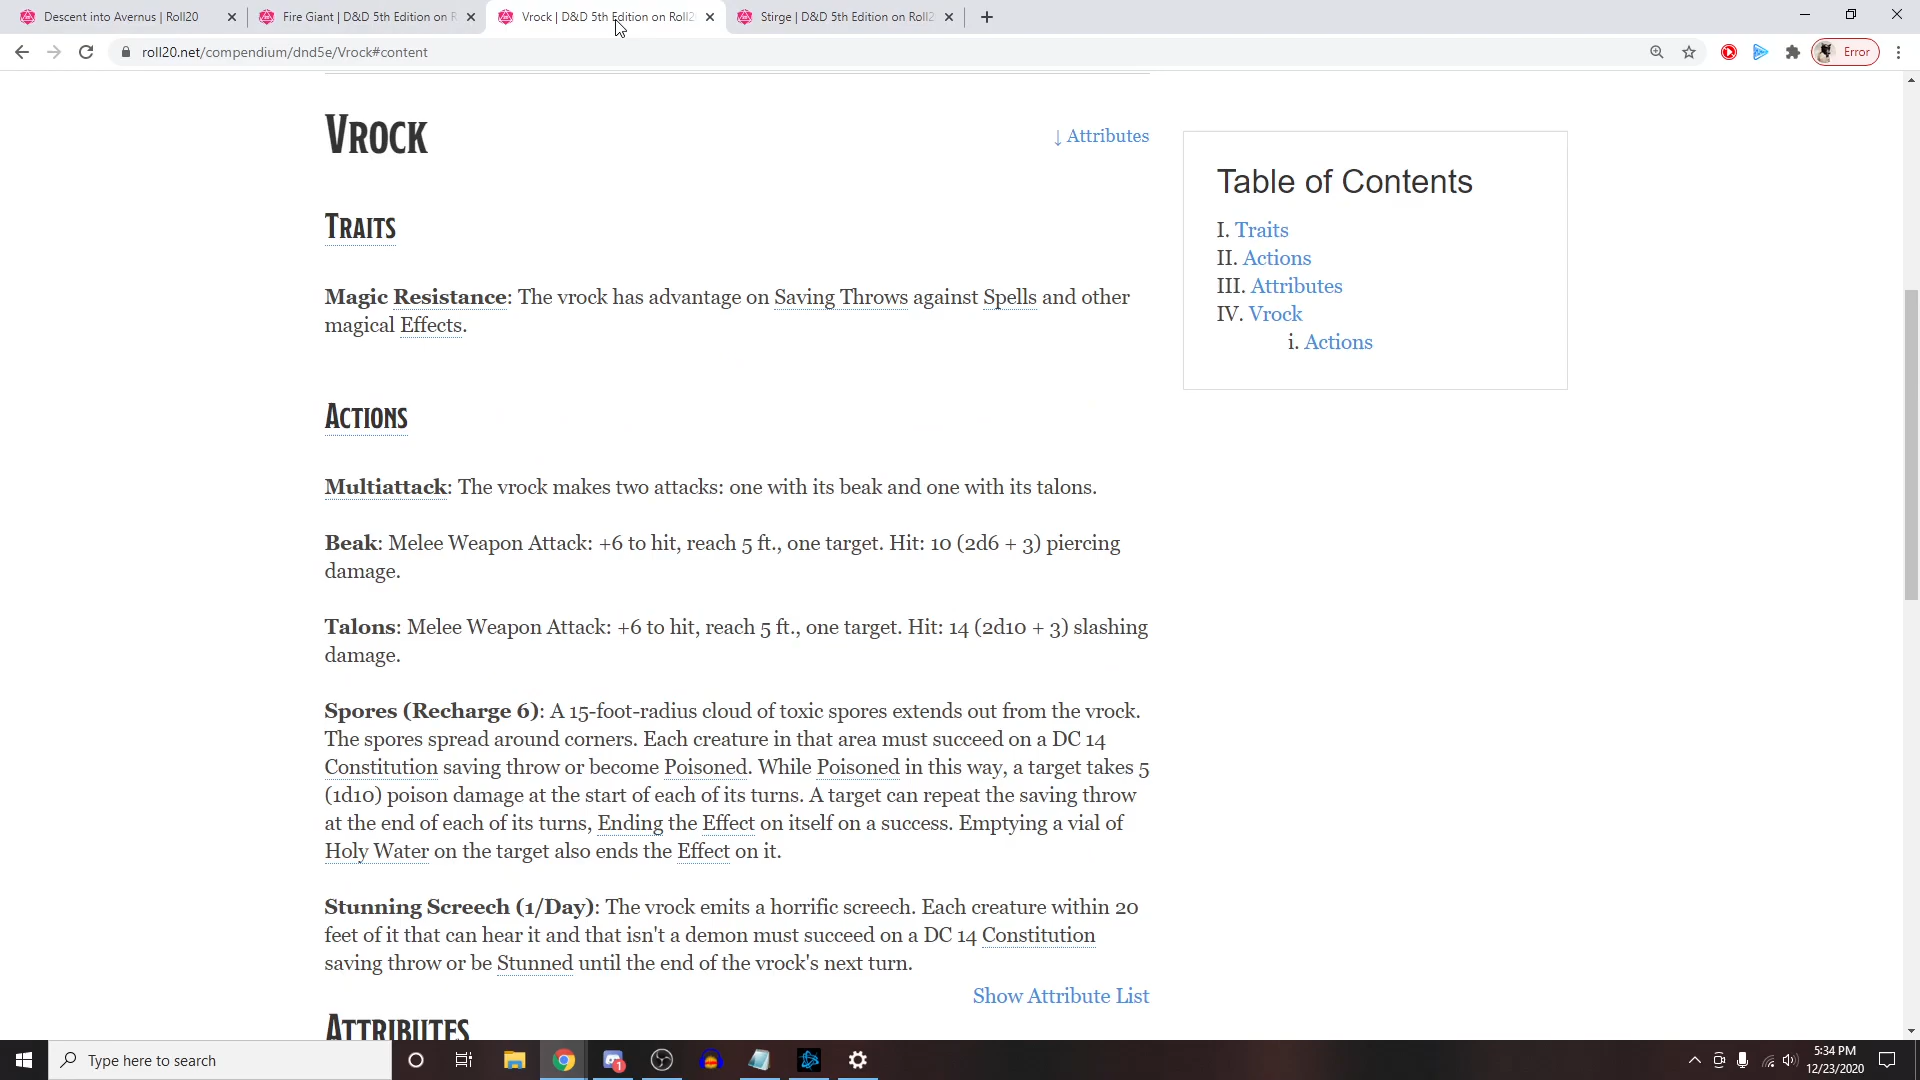 Descent into Avernus | Roll20
Fire Giant | D&D 5th Edition on R
Vrock | D&D 5th Edition on Roll2
Stirge | D&D 5th Edition on Roll2
roll20.net/compendium/dnd5e/Vrock#content
Error
Vrock
↓ Attributes
Traits
Magic Resistance: The vrock has advantage on Saving Throws against Spells and other
magical Effects.
Actions
Multiattack: The vrock makes two attacks: one with its beak and one with its talons.
Beak: Melee Weapon Attack: +6 to hit, reach 5 ft., one target. Hit: 10 (2d6 + 3) piercing
damage.
Talons: Melee Weapon Attack: +6 to hit, reach 5 ft., one target. Hit: 14 (2d10 + 3) slashing
damage.
Spores (Recharge 6): A 15-foot-radius cloud of toxic spores extends out from the vrock.
The spores spread around corners. Each creature in that area must succeed on a DC 14
Constitution saving throw or become Poisoned. While Poisoned in this way, a target takes 5
(1d10) poison damage at the start of each of its turns. A target can repeat the saving throw
at the end of each of its turns, Ending the Effect on itself on a success. Emptying a vial of
Holy Water on the target also ends the Effect on it.
Stunning Screech (1/Day): The vrock emits a horrific screech. Each creature within 20
feet of it that can hear it and that isn't a demon must succeed on a DC 14 Constitution
saving throw or be Stunned until the end of the vrock's next turn.
Show Attribute List
Attributes
Table of Contents
I. Traits
II. Actions
III. Attributes
IV. Vrock
i. Actions
Type here to search
1
5:34 PM
12/23/2020